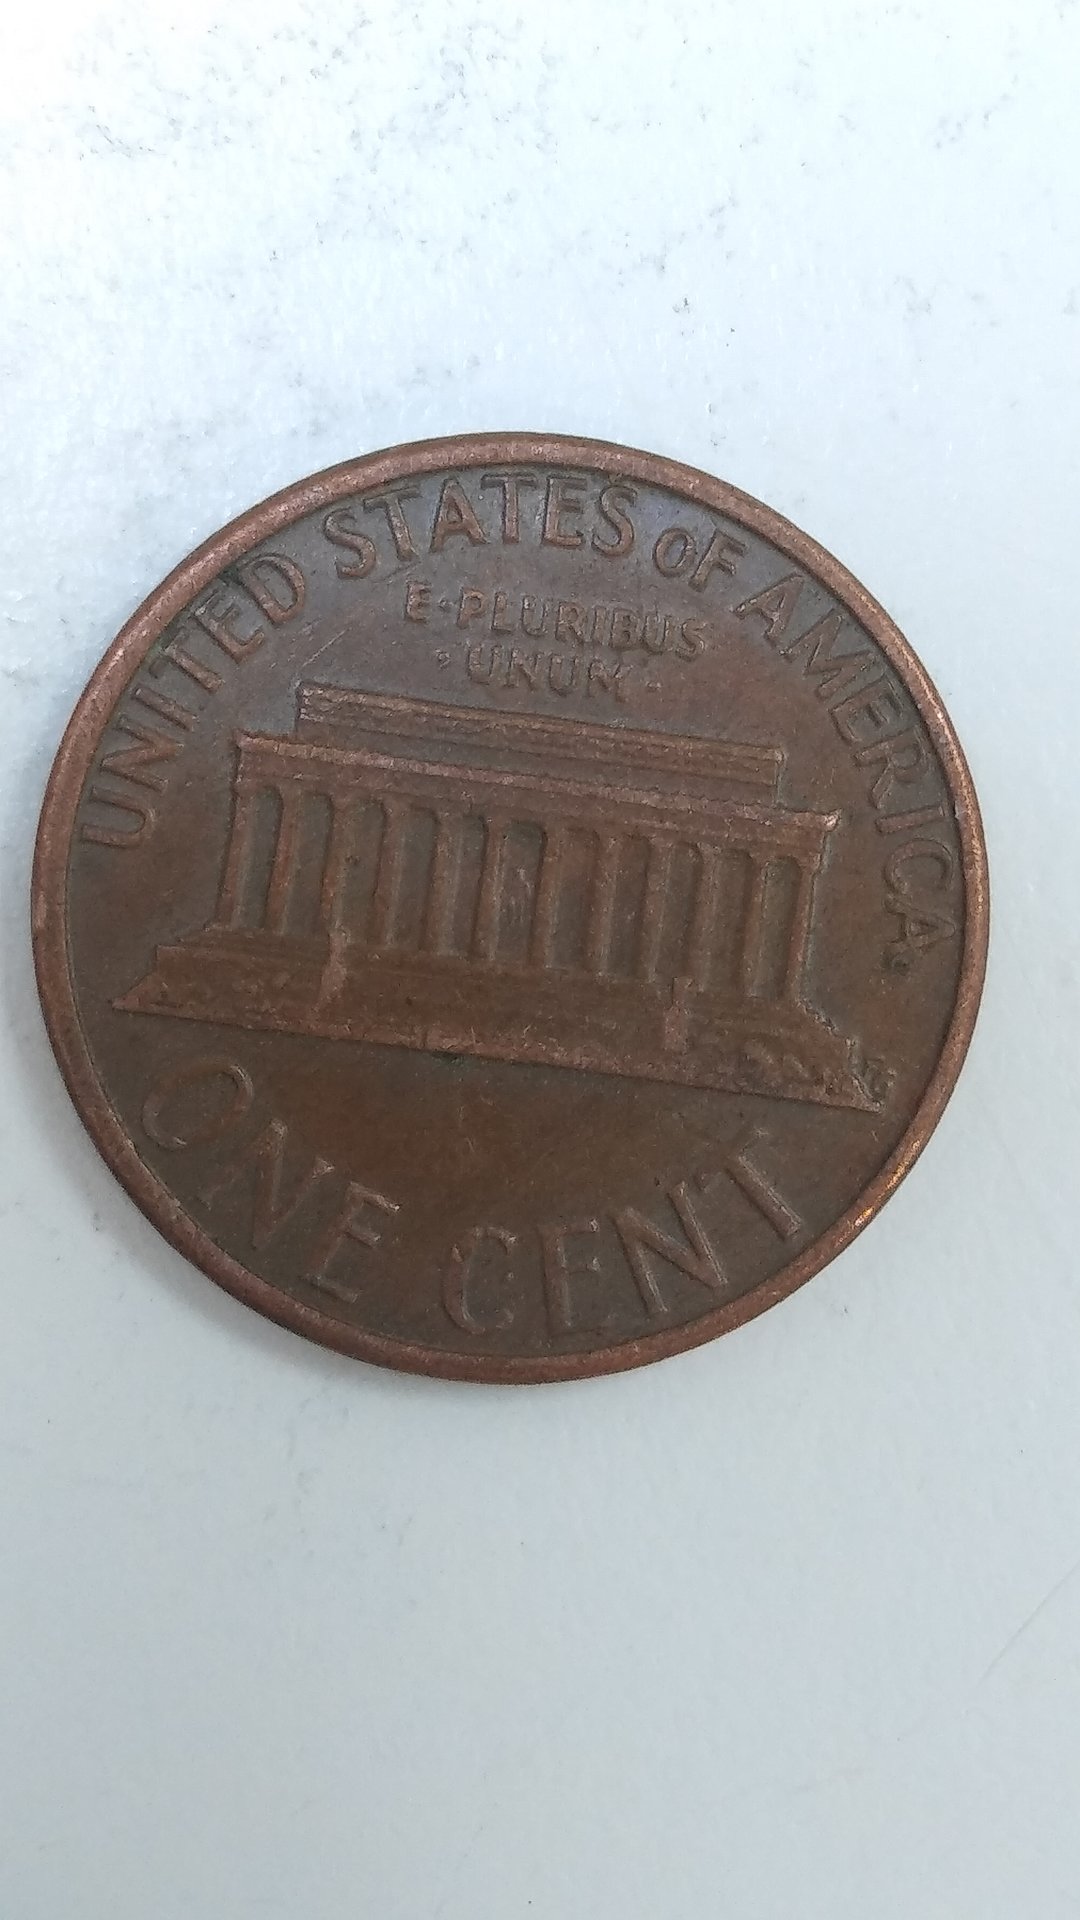 UNITED STATES OF AMERICA
E·PLURIBUS
·UNUM·
ONE CENT